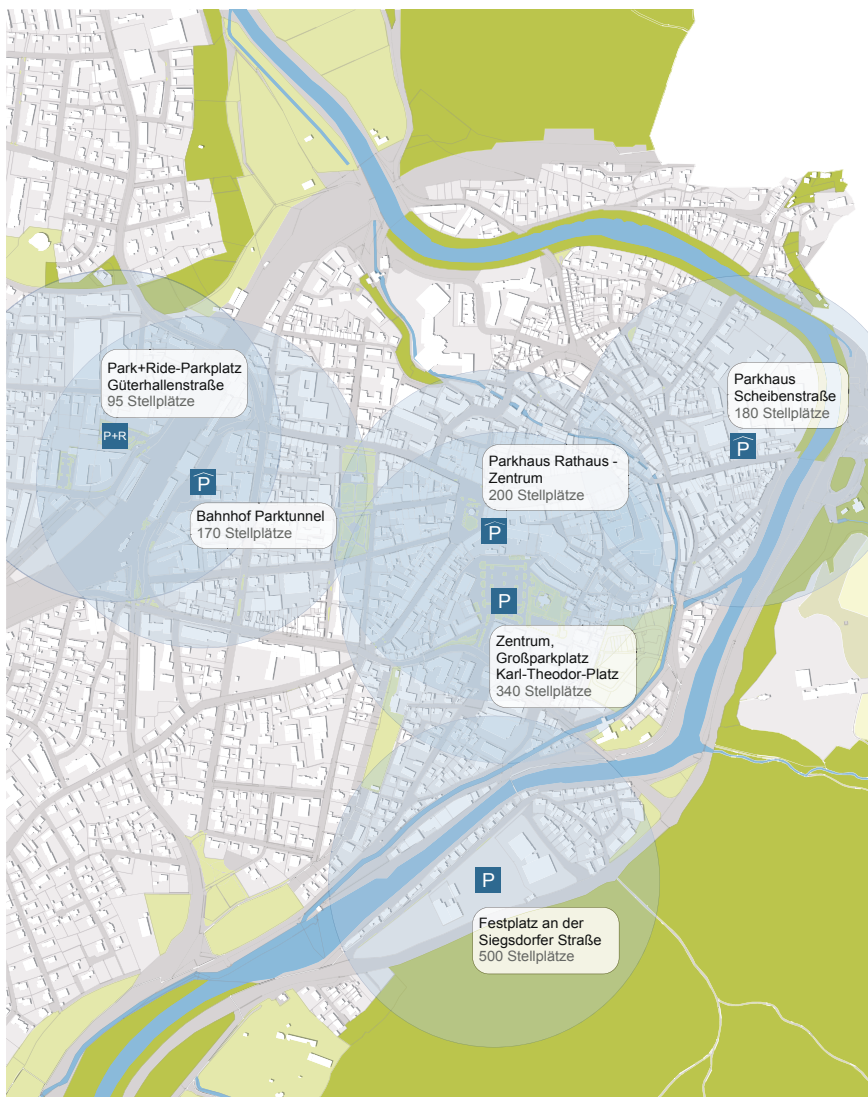 Park+Ride-Parkplatz
Güterhallenstraße
95 Stellplätze
P+R
P
Bahnhof Parktunnel
170 Stellplätze
Parkhaus
Scheibenstraße
180 Stellplätze
P
Parkhaus Rathaus -
Zentrum
200 Stellplätze
P
P
Zentrum,
Großparkplatz
Karl-Theodor-Platz
340 Stellplätze
P
Festplatz an der
Siegsdorfer Straße
500 Stellplätze